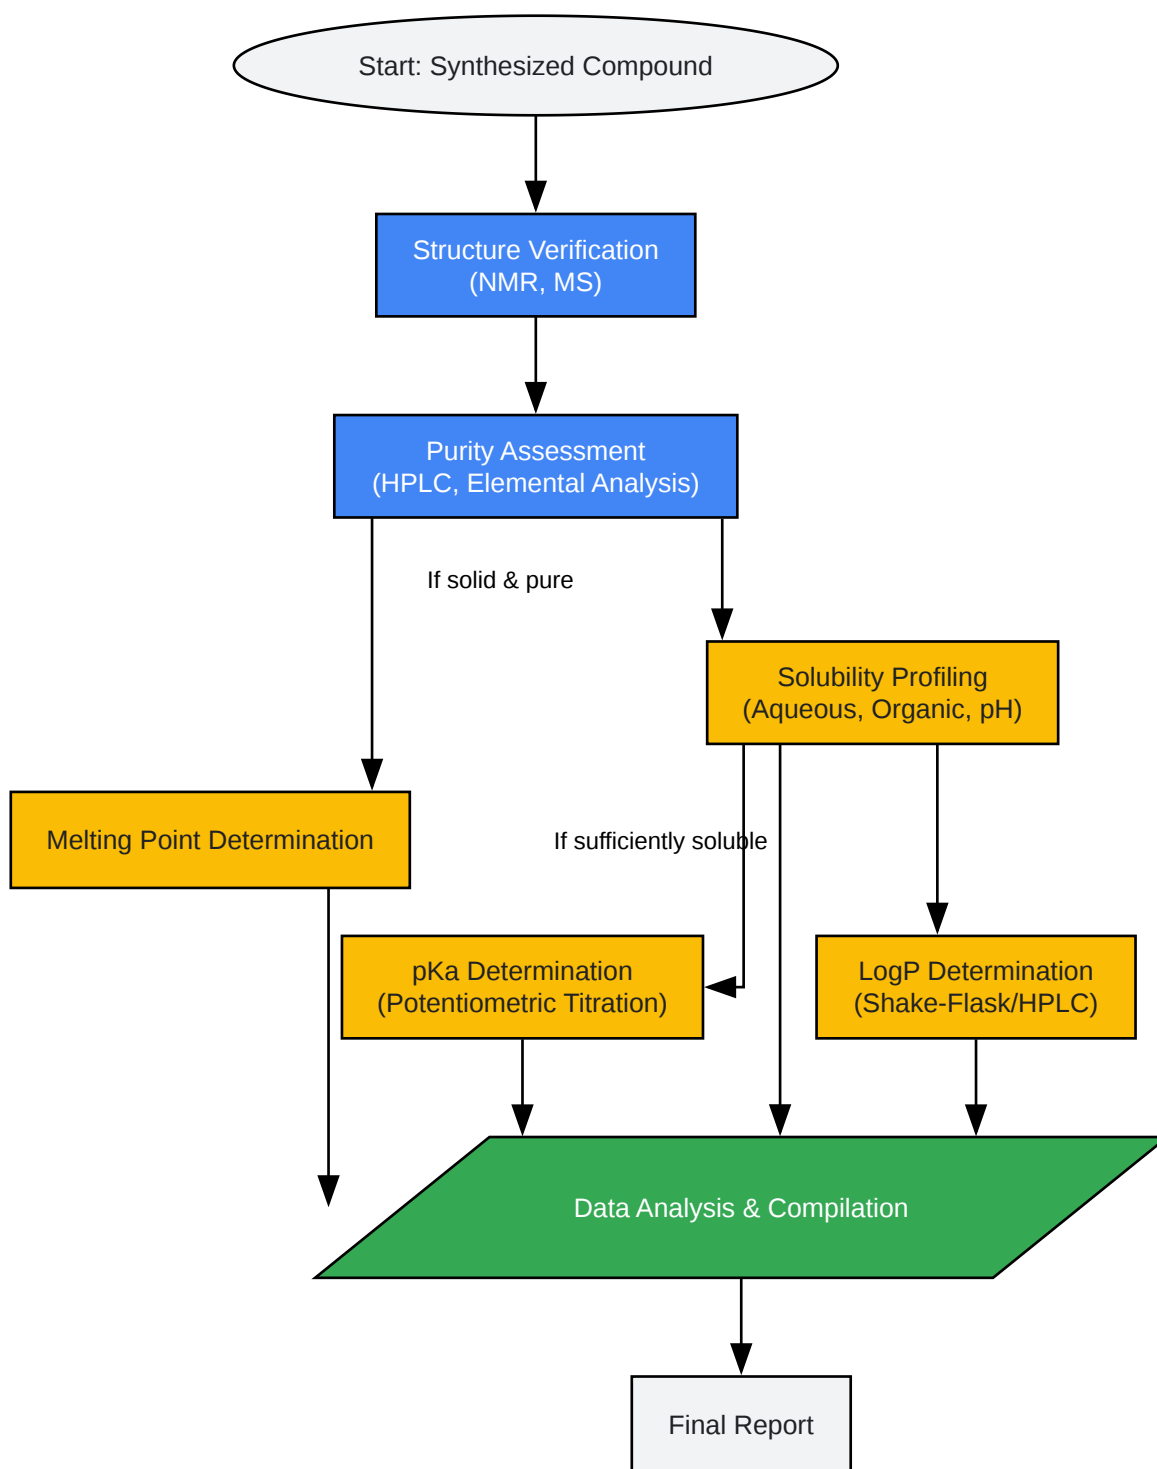 Start: Synthesized Compound
Structure Verification
(NMR, MS)
Purity Assessment
(HPLC, Elemental Analysis)
If solid & pure
Solubility Profiling
(Aqueous, Organic, pH)
Melting Point Determination
If sufficiently soluble
pKa Determination
(Potentiometric Titration)
LogP Determination
(Shake-Flask/HPLC)
Data Analysis & Compilation
Final Report